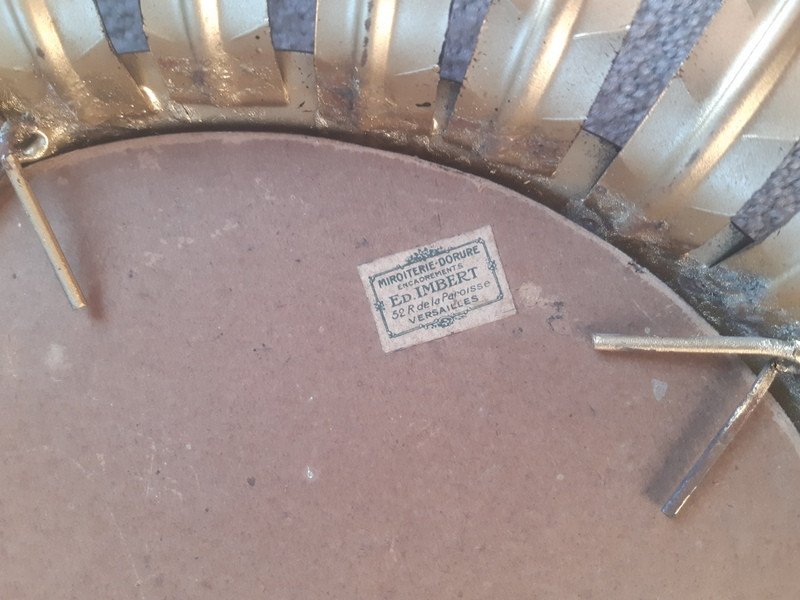 MIROITERIE-DORURE
ENCADREMENTS
ED. IMBERT
52 R de la Paroisse
VERSAILLES